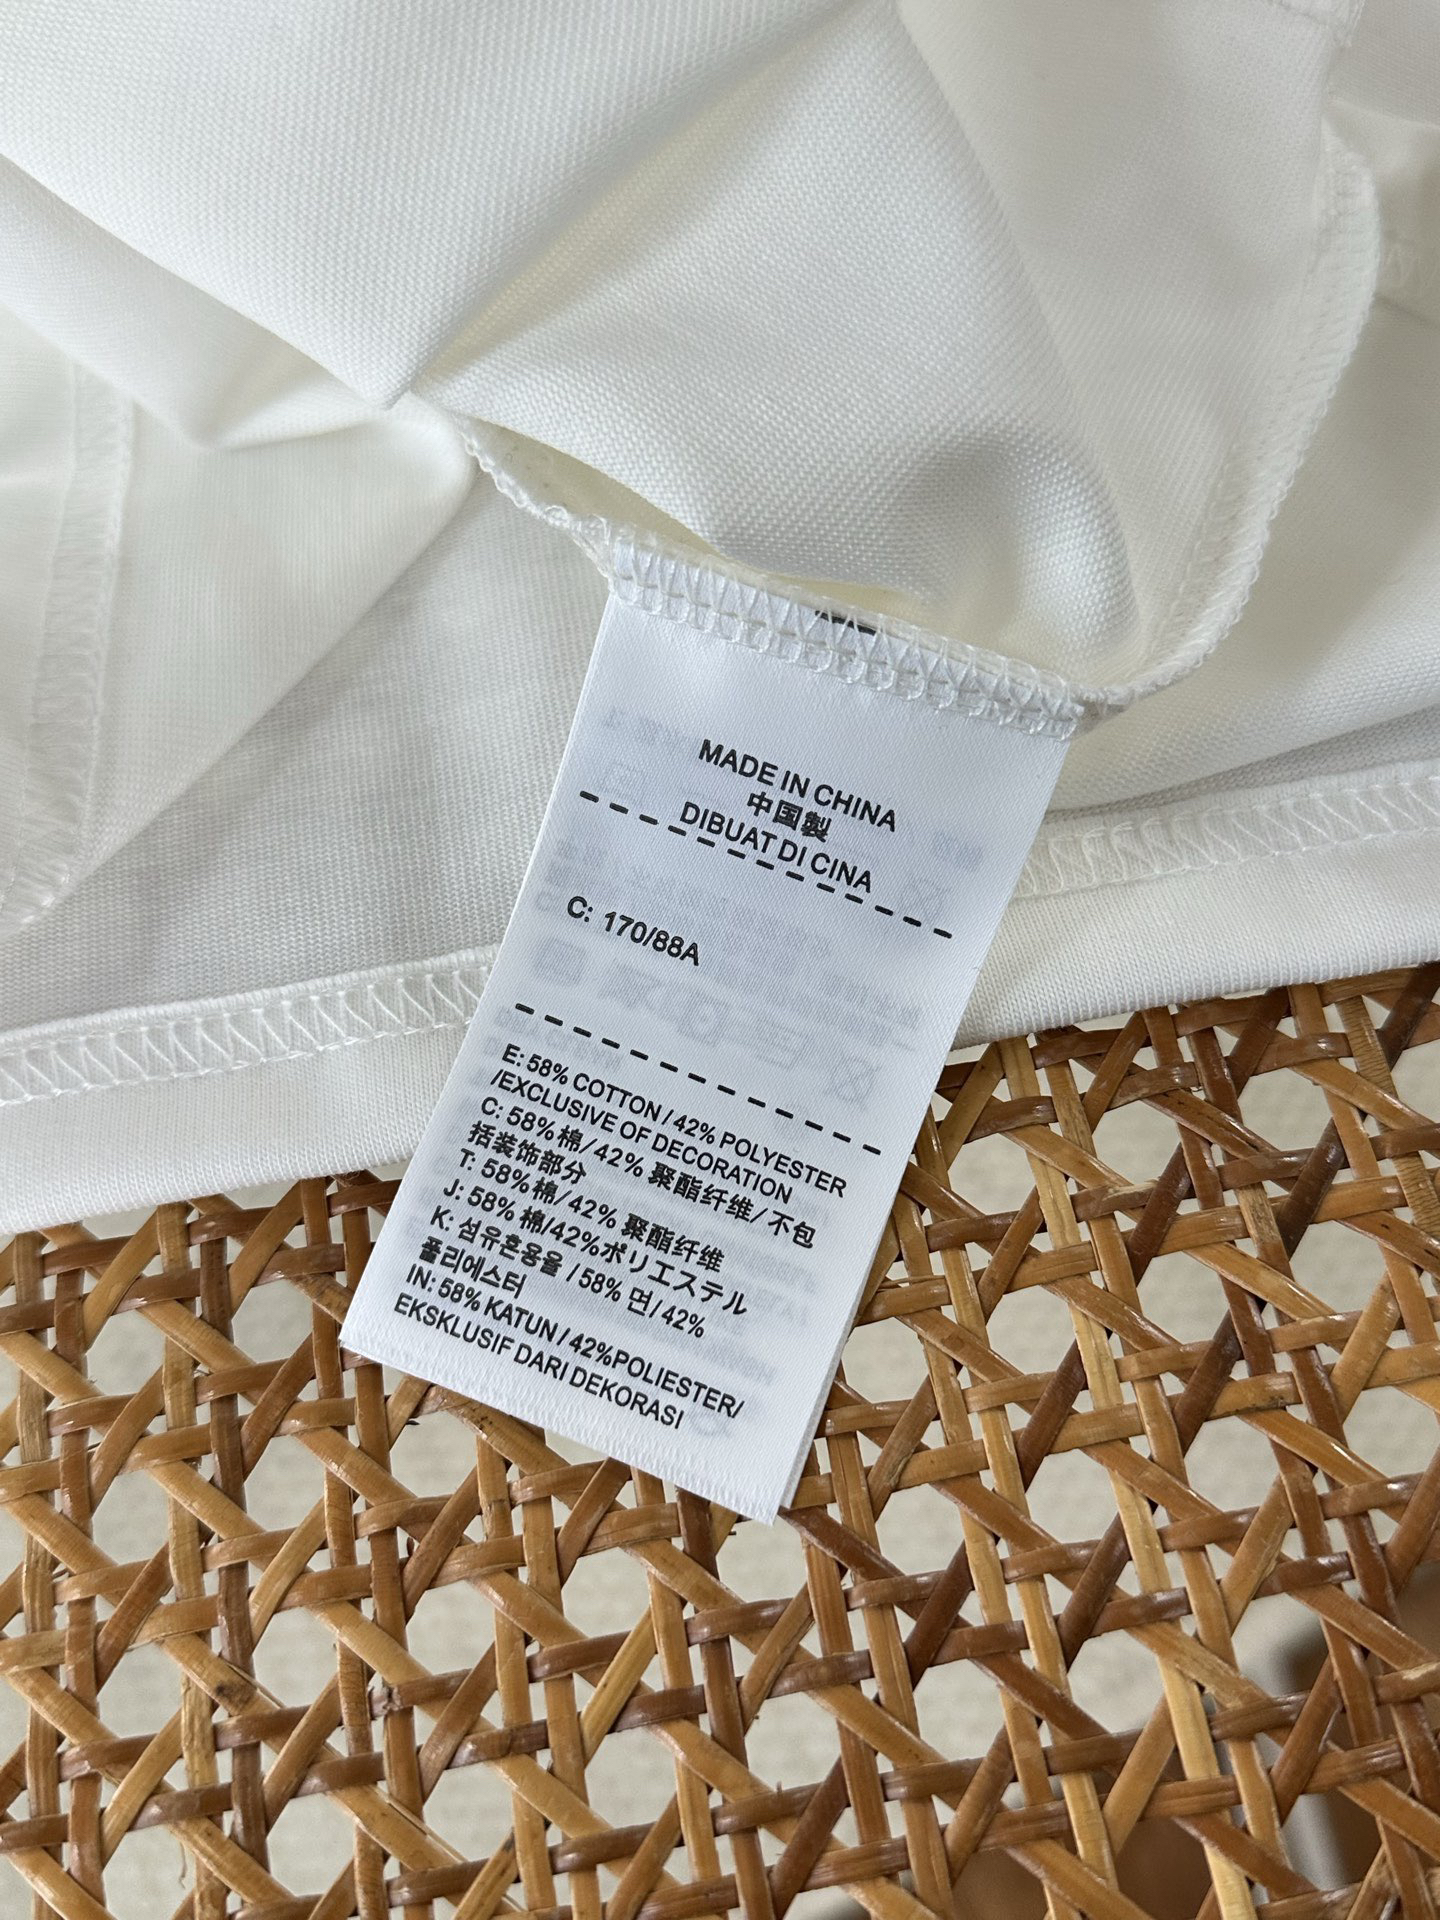 MADE IN CHINA
中国製
DIBUAT DI CINA
C: 170/88A
E: 58% COTTON / 42% POLYESTER
/EXCLUSIVE OF DECORATION
C: 58%棉/42% 聚酯纤维/不包
括装饰部分
T: 58%棉/42% 聚酯纤维
J: 58% 棉/42%ポリエステル
K: 섬유혼용율 / 58% 면/ 42%
폴리에스터
IN: 58% KATUN / 42%POLIESTER/
EKSKLUSIF DARI DEKORASI